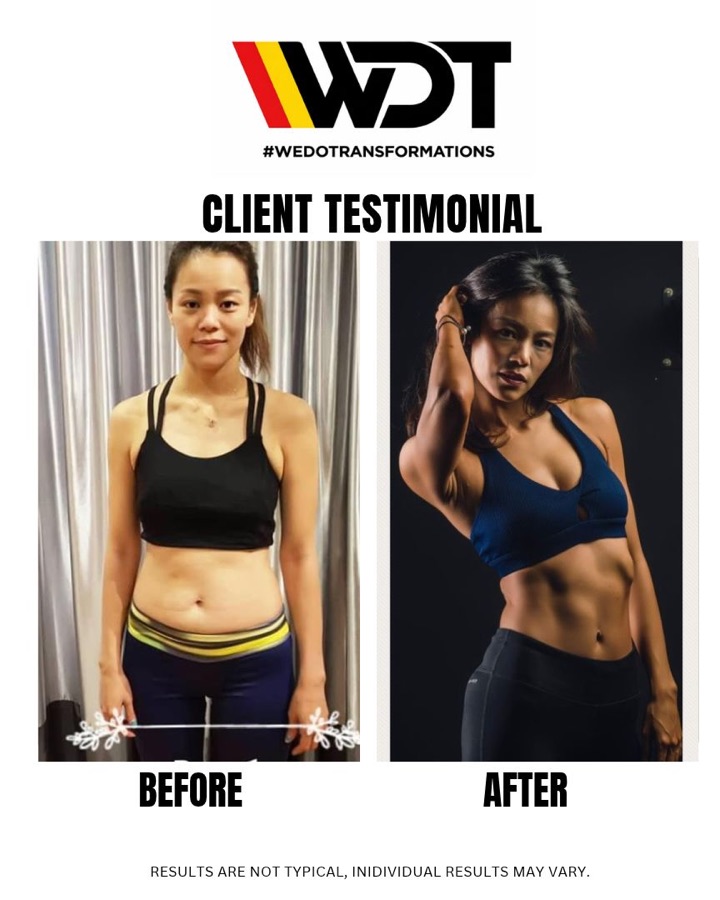 WDT
#WEDOTRANSFORMATIONS
CLIENT TESTIMONIAL
BEFORE
AFTER
RESULTS ARE NOT TYPICAL, INIDIVIDUAL RESULTS MAY VARY.